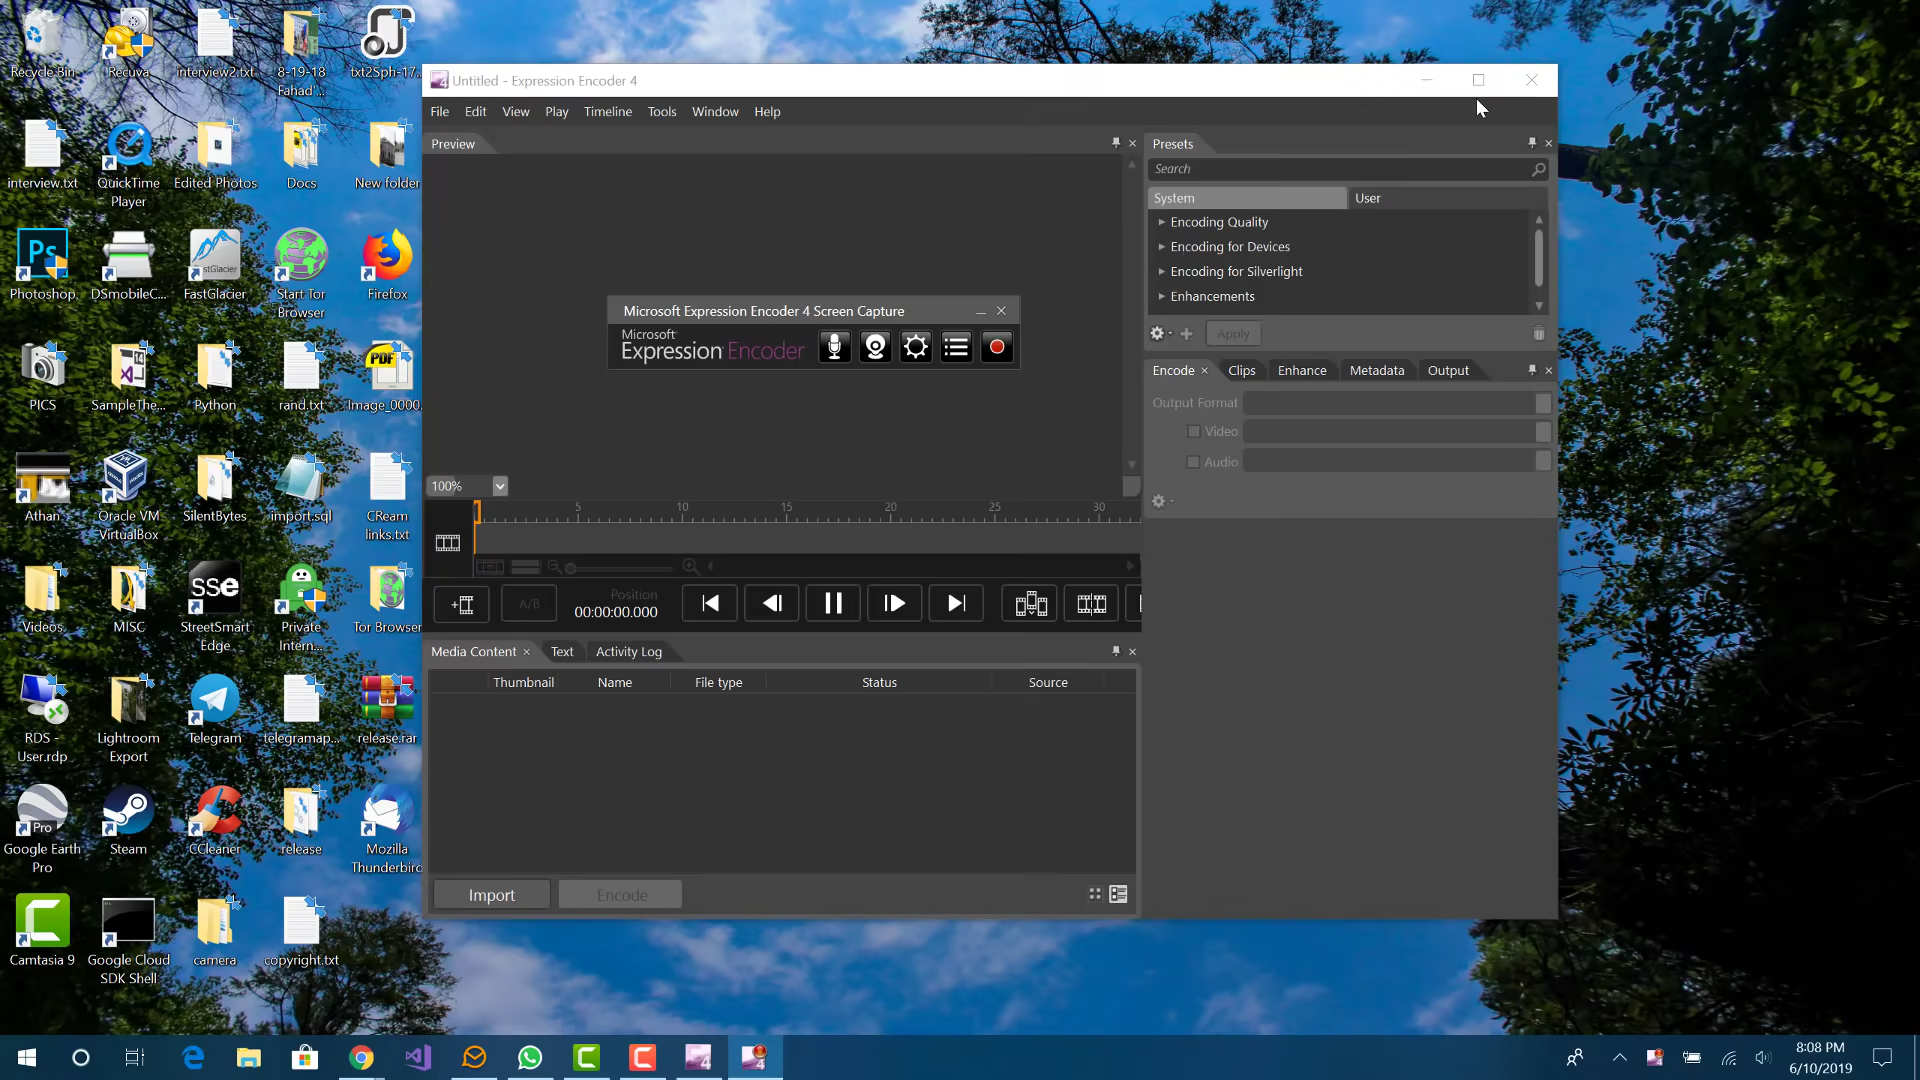 Recycle Bin
Recuva
interview2.txt
8-19-18
Fahad'...
txt2Sph-17...
interview.txt
QuickTime
Player
Edited Photos
Docs
New folder
Ps
Photoshop
DSmobileC...
FastGlacier
Start Tor
Browser
Firefox
PICS
SampleThe...
Python
rand.txt
PDF
Image_0000...
Athan
Oracle VM
VirtualBox
SilentBytes
import.sql
CReam
links.txt
Videos
MISC
sse
StreetSmart
Edge
Private
Intern...
Tor Browser
RDS -
User.rdp
Lightroom
Export
Telegram
telegramap...
release.rar
Pro
Google Earth
Pro
Steam
CCleaner
release
Mozilla
Thunderbird
Camtasia 9
Google Cloud
SDK Shell
camera
copyright.txt
Untitled - Expression Encoder 4
File Edit View Play Timeline Tools Window Help
Preview
Microsoft Expression Encoder 4 Screen Capture
Microsoft
Expression Encoder
100%
5 10 15 20 25 30
A/B
Position
00:00:00.000
Media Content Text Activity Log
Thumbnail Name File type Status Source
Import Encode
Presets
Search
System User
Encoding Quality
Encoding for Devices
Encoding for Silverlight
Enhancements
Apply
Encode Clips Enhance Metadata Output
Output Format
Video
Audio
8:08 PM
6/10/2019